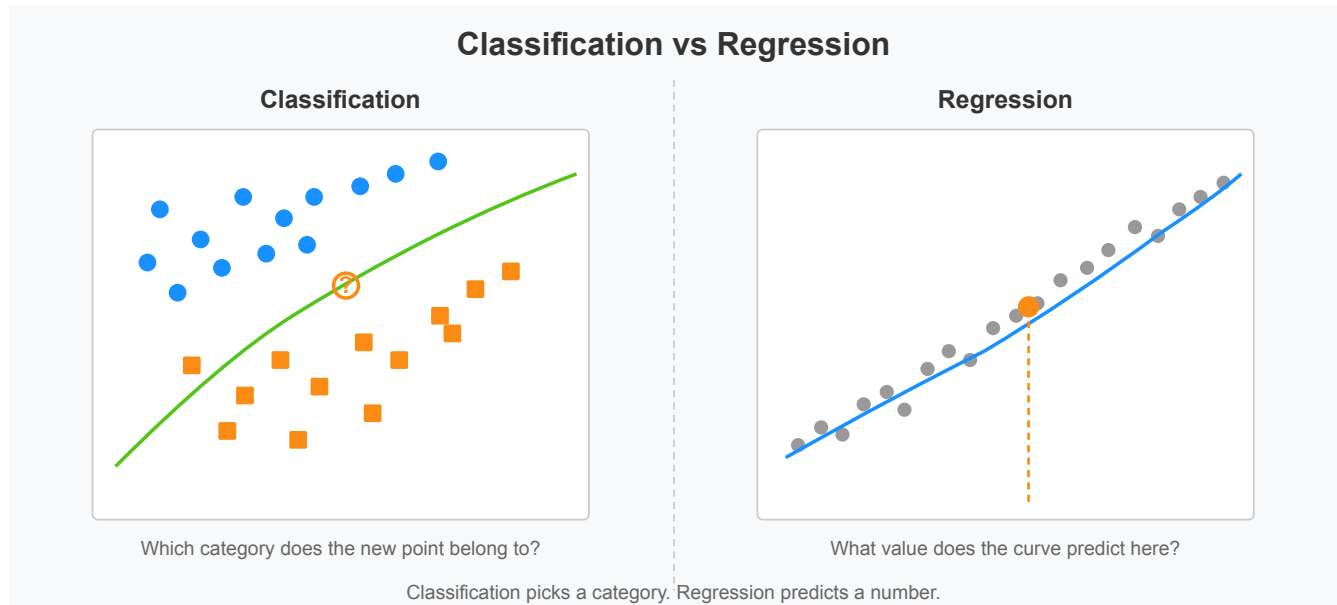 Classification vs Regression
Classification
Regression
?
Which category does the new point belong to?
What value does the curve predict here?
Classification picks a category. Regression predicts a number.